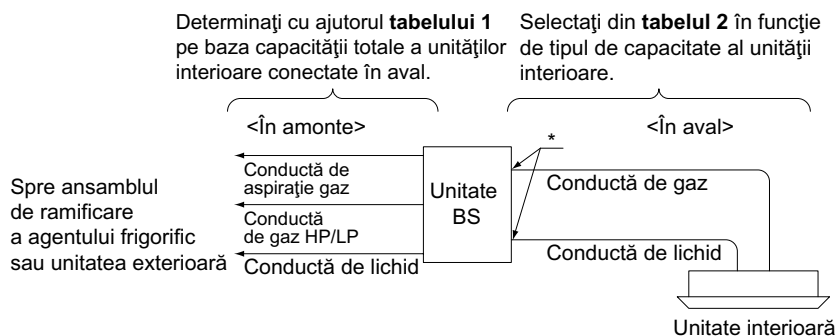 Determinaţi cu ajutorul tabelului 1
pe baza capacităţii totale a unităţilor
interioare conectate în aval.
Selectaţi din tabelul 2 în funcţie
de tipul de capacitate al unităţii
interioare.
<În amonte>
*
<În aval>
Conductă de
aspiraţie gaz
Conductă
de gaz HP/LP
Conductă de lichid
Spre ansamblul
de ramificare
a agentului frigorific
sau unitatea exterioară
Unitate
BS
Conductă de gaz
Conductă de lichid
Unitate interioară